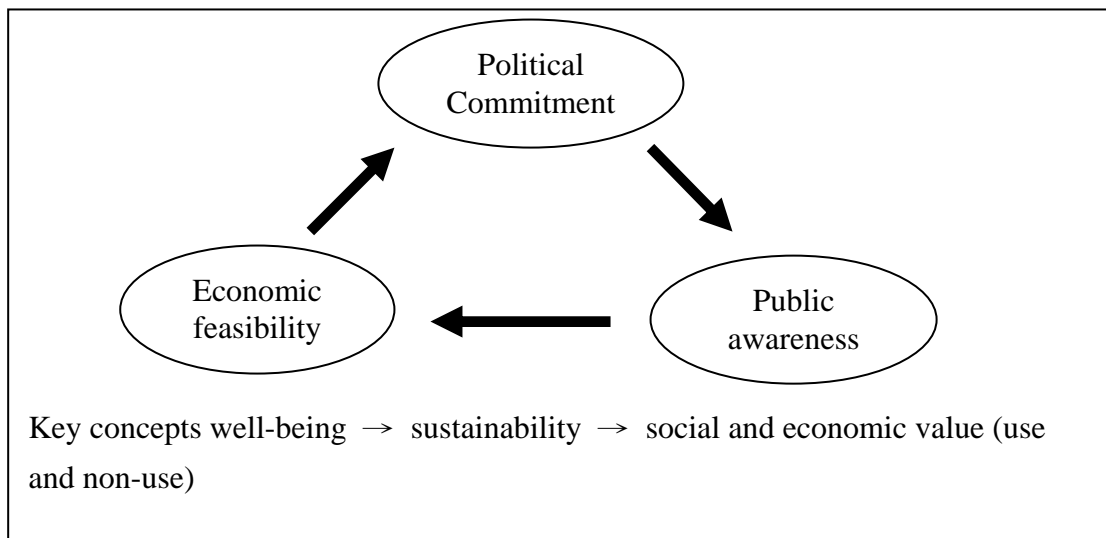 Political
Commitment
Economic
feasibility
Public
awareness
Key concepts well-being → sustainability → social and economic value (use
and non-use)